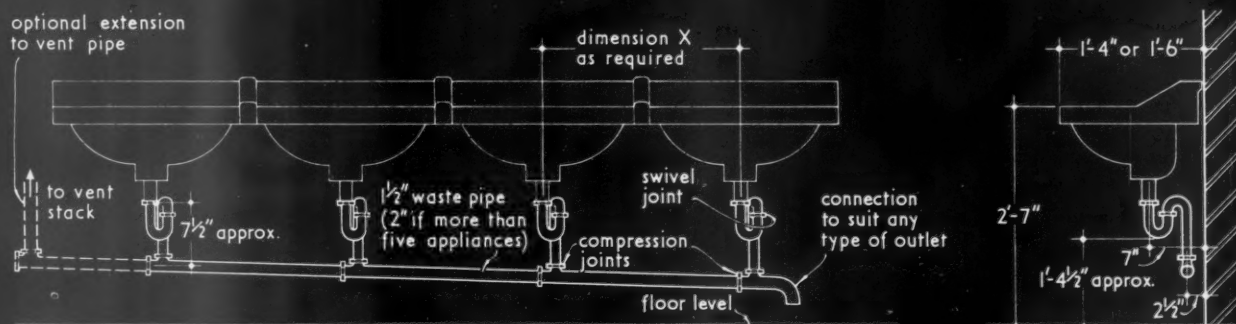 optional extension
to vent pipe
dimension X
as required
1'-4" or 1'-6"
to vent
stack
7½" approx.
1½" waste pipe
(2" if more than
five appliances)
swivel
joint
compression
joints
connection
to suit any
type of outlet
floor level
2'-7"
7"
1'-4½" approx.
2½"